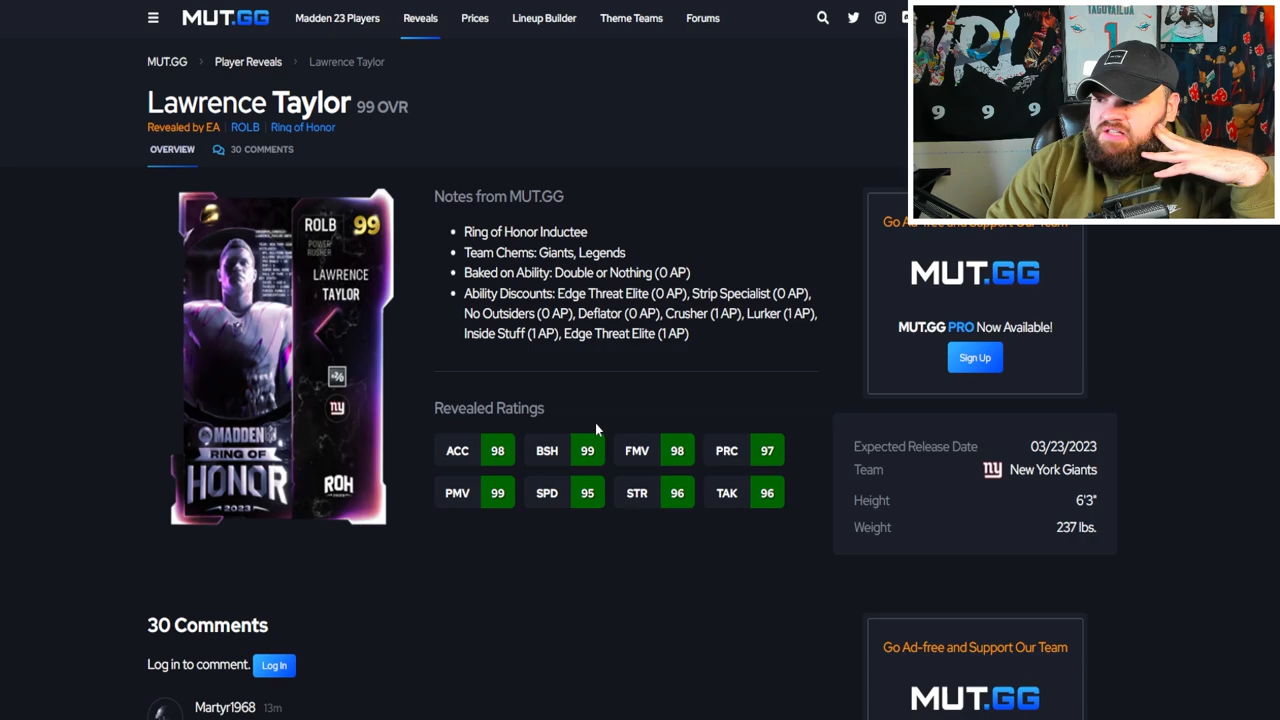 MUT.GG
Madden 23 Players
Reveals
Prices
Lineup Builder
Theme Teams
Forums
MUT.GG > Player Reveals > Lawrence Taylor
Lawrence Taylor 99 OVR
Revealed by EA | ROLB | Ring of Honor
OVERVIEW
30 COMMENTS
ROLB 99
POWER
RUSHER
LAWRENCE
TAYLOR
ny
MADDEN
RING OF
HONOR
2023
ROH
Notes from MUT.GG
Ring of Honor Inductee
Team Chems: Giants, Legends
Baked on Ability: Double or Nothing (0 AP)
Ability Discounts: Edge Threat Elite (0 AP), Strip Specialist (0 AP),
No Outsiders (0 AP), Deflator (0 AP), Crusher (1 AP), Lurker (1 AP),
Inside Stuff (1 AP), Edge Threat Elite (1 AP)
Revealed Ratings
ACC 98 BSH 99 FMV 98 PRC 97
PMV 99 SPD 95 STR 96 TAK 96
TAGOVAILOA
1
9 9 9
MUT.GG
MUT.GG PRO Now Available!
Sign Up
Expected Release Date 03/23/2023
Team ny New York Giants
Height 6'3"
Weight 237 lbs.
30 Comments
Log in to comment. Log In
Martyr1968 13m
Go Ad-free and Support Our Team
MUT.GG